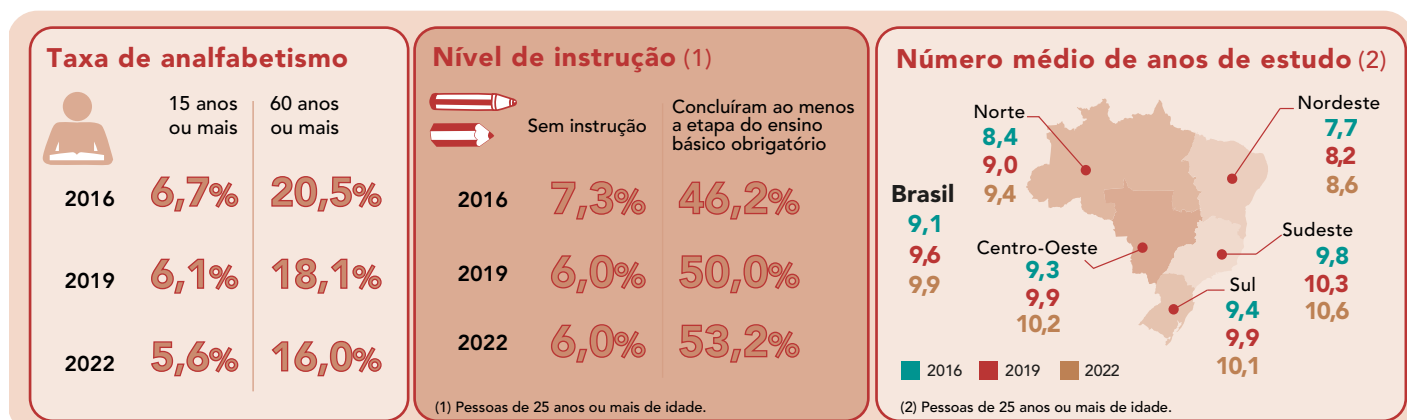 Taxa de analfabetismo
15 anos
ou mais
60 anos
ou mais
2016 6,7% 20,5%
2019 6,1% 18,1%
2022 5,6% 16,0%
Nível de instrução (1)
Sem instrução
Concluíram ao menos
a etapa do ensino
básico obrigatório
2016 7,3% 46,2%
2019 6,0% 50,0%
2022 6,0% 53,2%
(1) Pessoas de 25 anos ou mais de idade.
Número médio de anos de estudo (2)
Brasil
9,1
9,6
9,9
Norte
8,4
9,0
9,4
Nordeste
7,7
8,2
8,6
Centro-Oeste
9,3
9,9
10,2
Sudeste
9,8
10,3
10,6
Sul
9,4
9,9
10,1
2016 2019 2022
(2) Pessoas de 25 anos ou mais de idade.